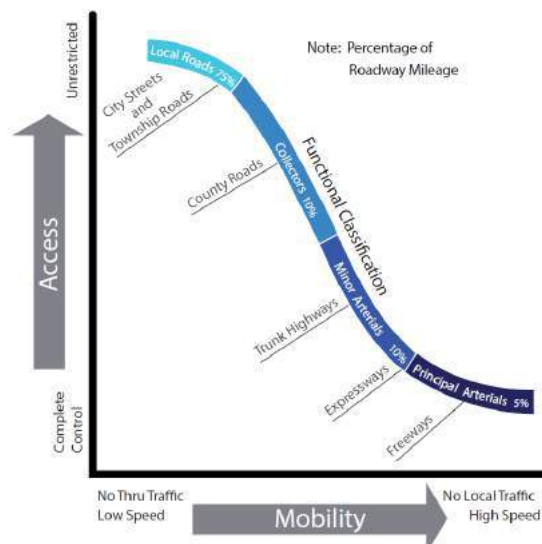 Unrestricted
Access
Complete
Control
Note: Percentage of
Roadway Mileage
Local Roads 75%
City Streets
and
Township Roads
Collectors 10%
County Roads
Functional Classification
Minor Arterials 10%
Trunk Highways
Expressways
Principal Arterials 5%
Freeways
No Thru Traffic
Low Speed
Mobility
No Local Traffic
High Speed